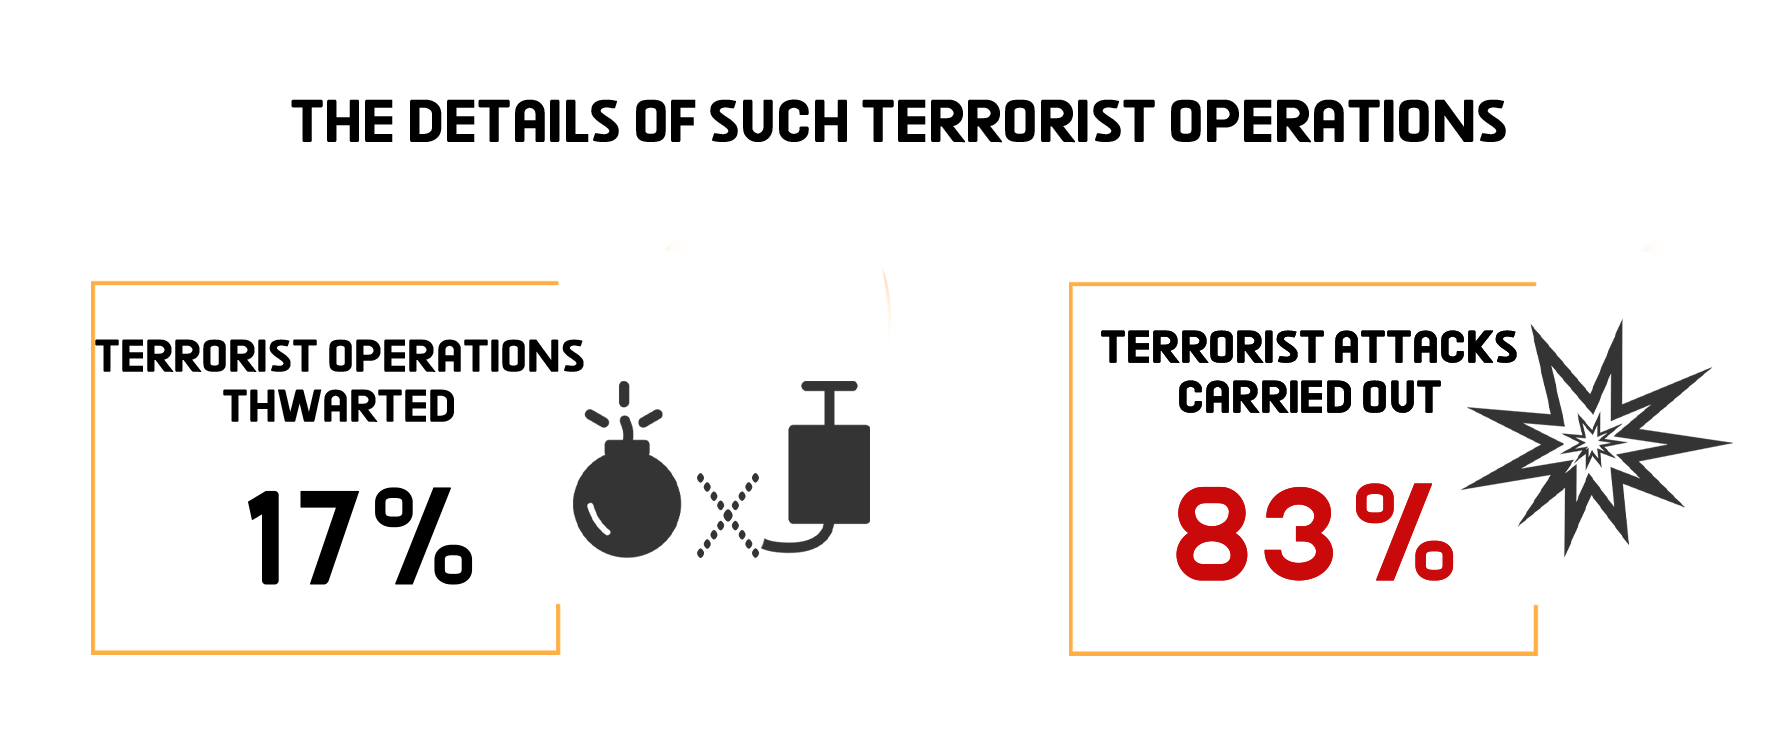 THE DETAILS OF SUCH TERRORIST OPERATIONS
TERRORIST OPERATIONS
THWARTED
17%
TERRORIST ATTACKS
CARRIED OUT
83%